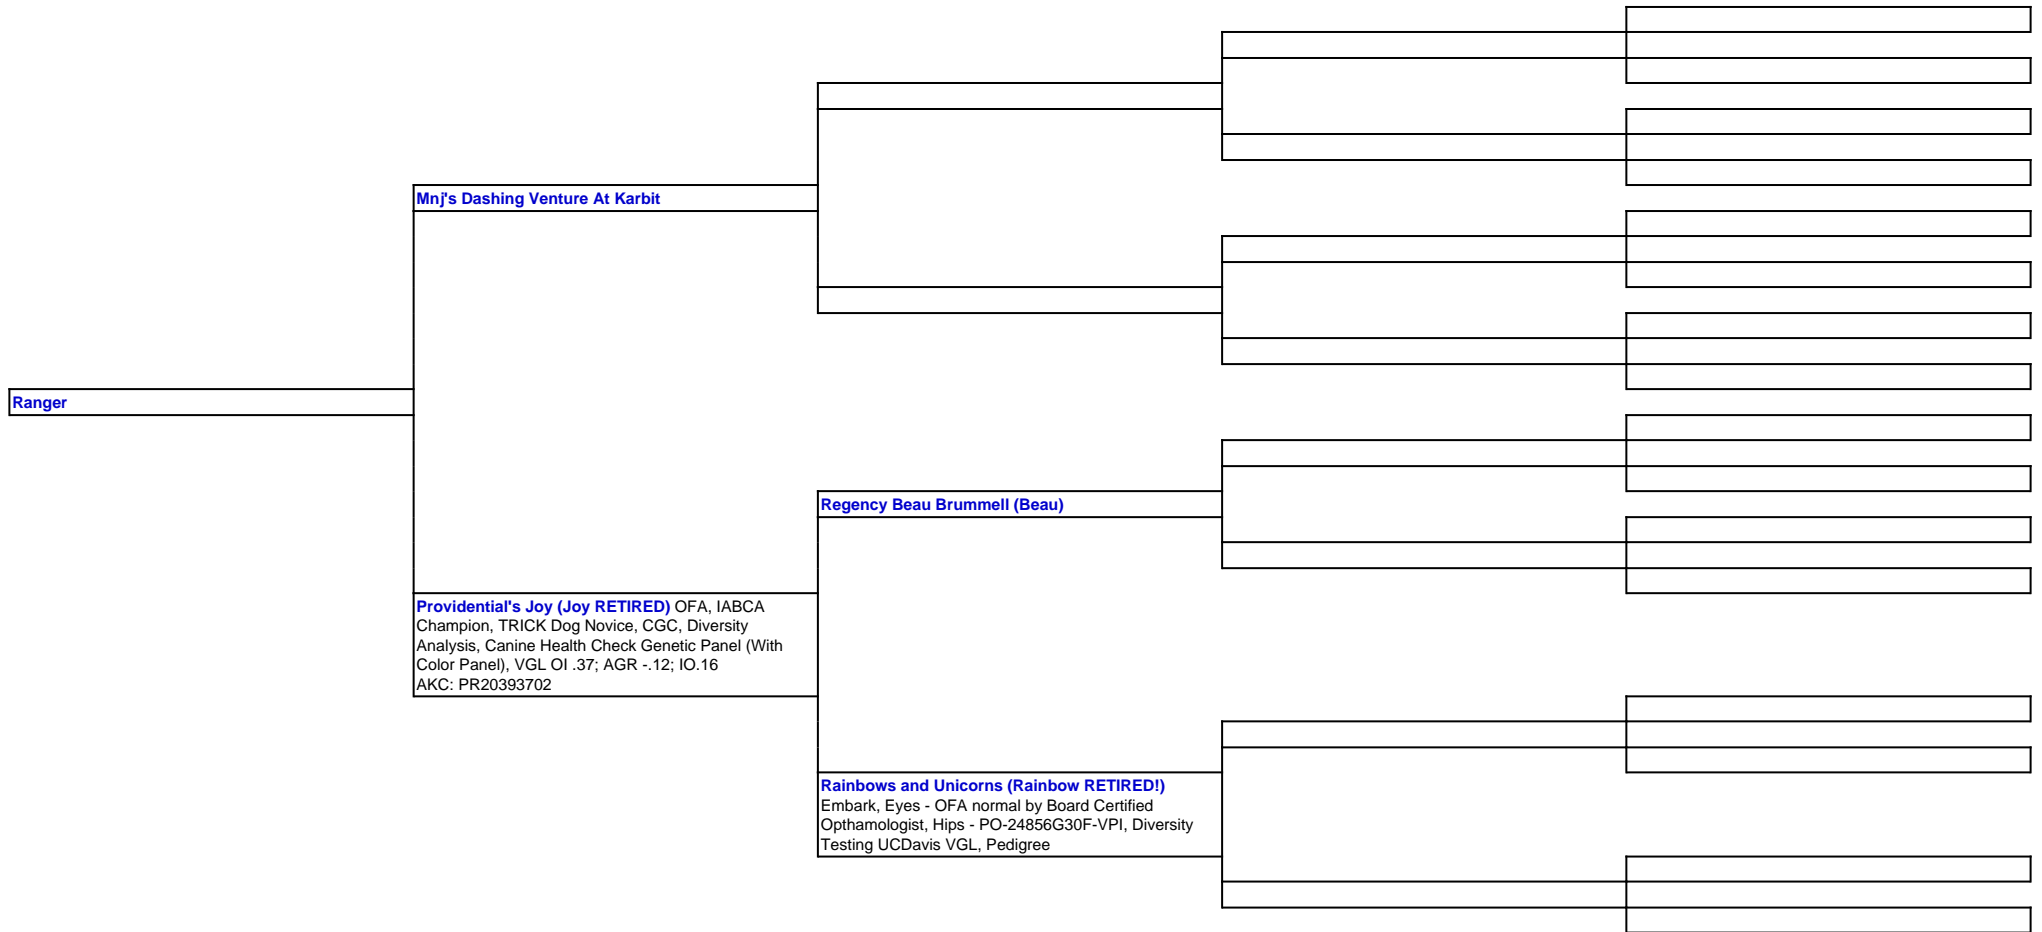 Mnj's Dashing Venture At Karbit
Ranger
Regency Beau Brummell (Beau)
Providential's Joy (Joy RETIRED) OFA, IABCA
Champion, TRICK Dog Novice, CGC, Diversity
Analysis, Canine Health Check Genetic Panel (With
Color Panel), VGL OI .37; AGR -.12; IO.16
AKC: PR20393702
Rainbows and Unicorns (Rainbow RETIRED!)
Embark, Eyes - OFA normal by Board Certified
Opthamologist, Hips - PO-24856G30F-VPI, Diversity
Testing UCDavis VGL, Pedigree